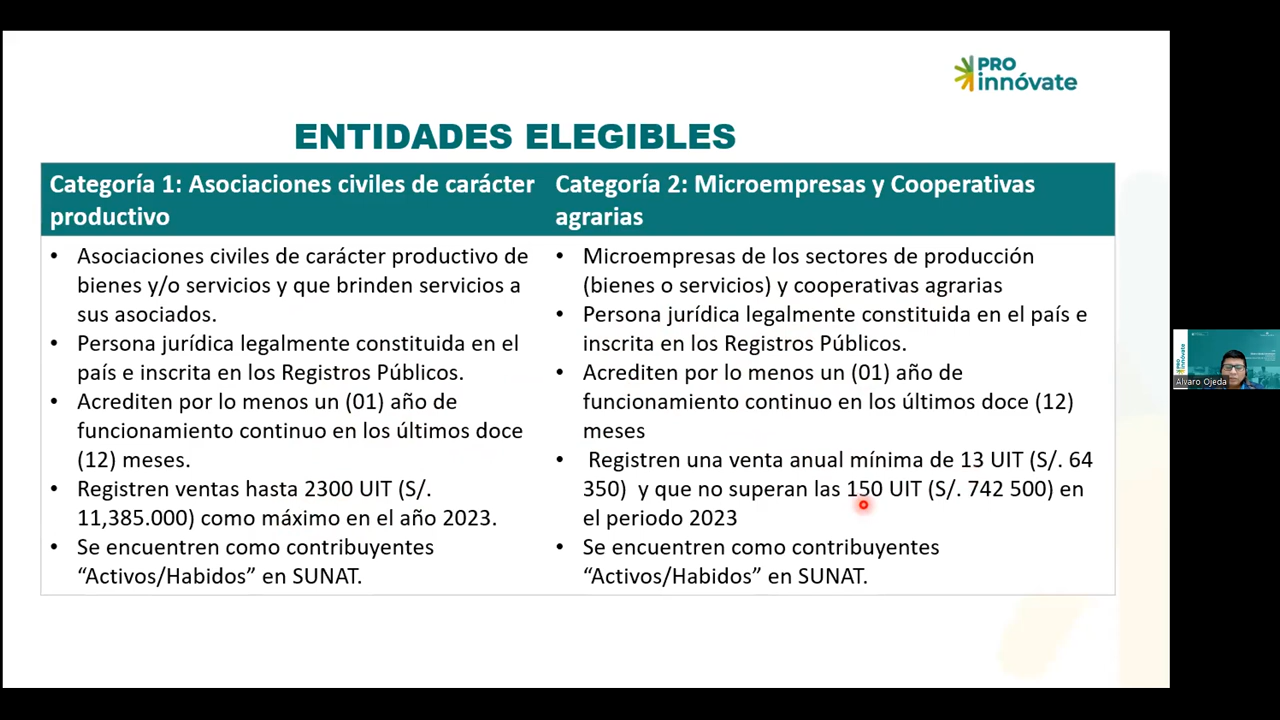 PRO
innóvate
ENTIDADES ELEGIBLES
Categoría 1: Asociaciones civiles de carácter
productivo
Asociaciones civiles de carácter productivo de
bienes y/o servicios y que brinden servicios a
sus asociados.
Persona jurídica legalmente constituida en el
país e inscrita en los Registros Públicos.
Acrediten por lo menos un (01) año de
funcionamiento continuo en los últimos doce
(12) meses.
Registren ventas hasta 2300 UIT (S/.
11,385.000) como máximo en el año 2023.
Se encuentren como contribuyentes
“Activos/Habidos” en SUNAT.
Categoría 2: Microempresas y Cooperativas
agrarias
Microempresas de los sectores de producción
(bienes o servicios) y cooperativas agrarias
Persona jurídica legalmente constituida en el país e
inscrita en los Registros Públicos.
Acrediten por lo menos un (01) año de
funcionamiento continuo en los últimos doce (12)
meses
Registren una venta anual mínima de 13 UIT (S/. 64
350) y que no superan las 150 UIT (S/. 742 500) en
el periodo 2023
Se encuentren como contribuyentes
“Activos/Habidos” en SUNAT.
Alvaro Ojeda